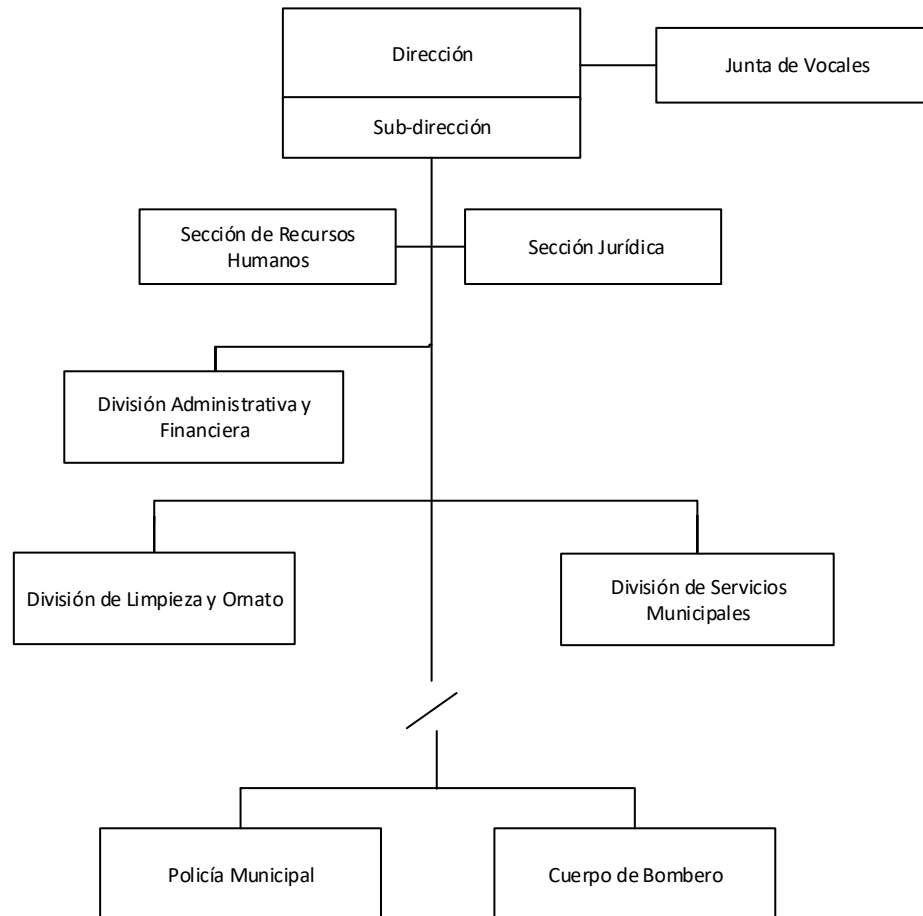 Dirección
Junta de Vocales
Sub-dirección
Sección de Recursos
Humanos
Sección Jurídica
División Administrativa y
Financiera
División de Limpieza y Ornato
División de Servicios
Municipales
Policía Municipal
Cuerpo de Bombero